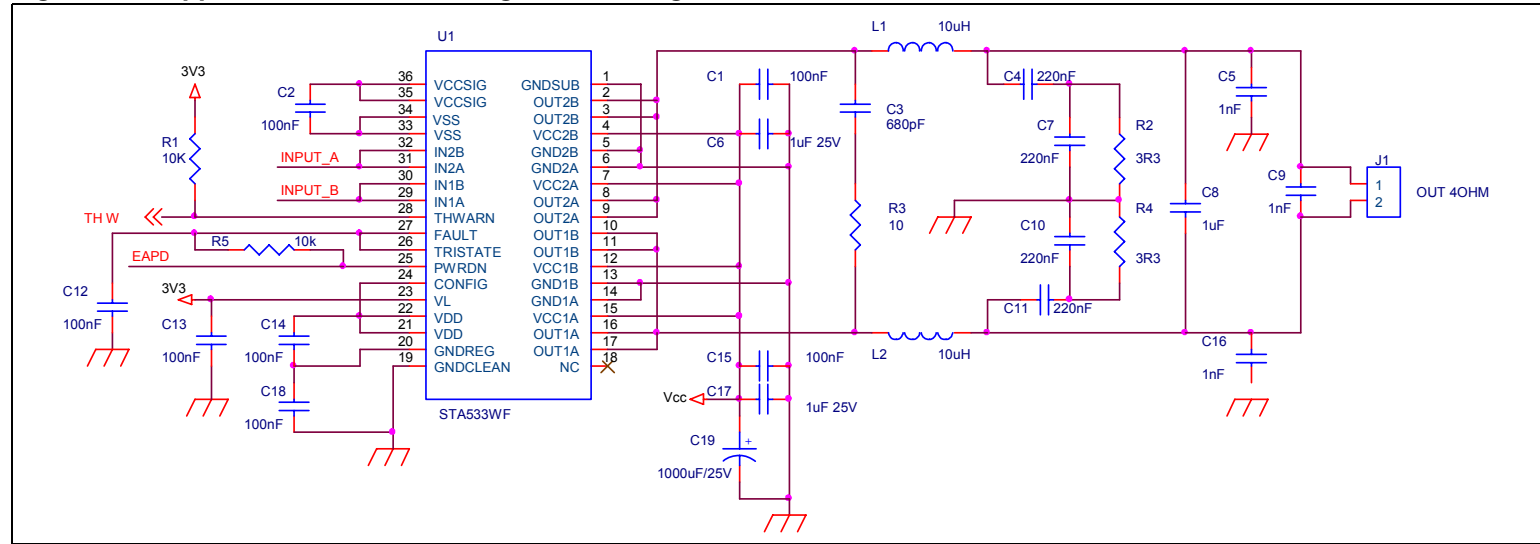 U1
36 VCCSIG
35 VCCSIG
34 VSS
33 VSS
32 IN2B
31 IN2A
30 IN1B
29 IN1A
28 THWARN
27 FAULT
26 TRISTATE
25 PWRDN
24 CONFIG
23 VL
22 VDD
21 VDD
20 GNDREG
19 GNDCLEAN
GNDSUB 1
OUT2B 2
OUT2B 3
VCC2B 4
GND2B 5
GND2A 6
VCC2A 7
OUT2A 8
OUT2A 9
OUT1B 10
OUT1B 11
VCC1B 12
GND1B 13
GND1A 14
VCC1A 15
OUT1A 16
OUT1A 17
NC 18
STA533WF
3V3
R1
10K
C2
100nF
INPUT_A
INPUT_B
TH W
R5 10k
EAPD
C12
100nF
3V3
C13
100nF
C14
100nF
C18
100nF
C1 100nF
C6 1uF 25V
C15 100nF
Vcc
C17 1uF 25V
C19 +
1000uF/25V
L1 10uH
C3
680pF
R3
10
L2 10uH
C4 220nF
C7
220nF
R2
3R3
C10
220nF
R4
3R3
C11 220nF
C8
1uF
C5
1nF
C9
1nF
C16
1nF
J1
1
2
OUT 4OHM